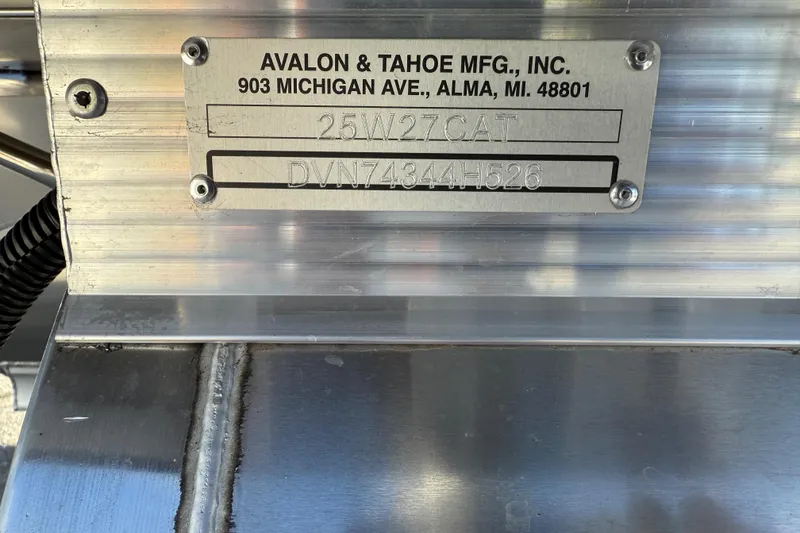 AVALON & TAHOE MFG., INC.
903 MICHIGAN AVE., ALMA, MI. 48801
25W27CAT
DVN74344H526